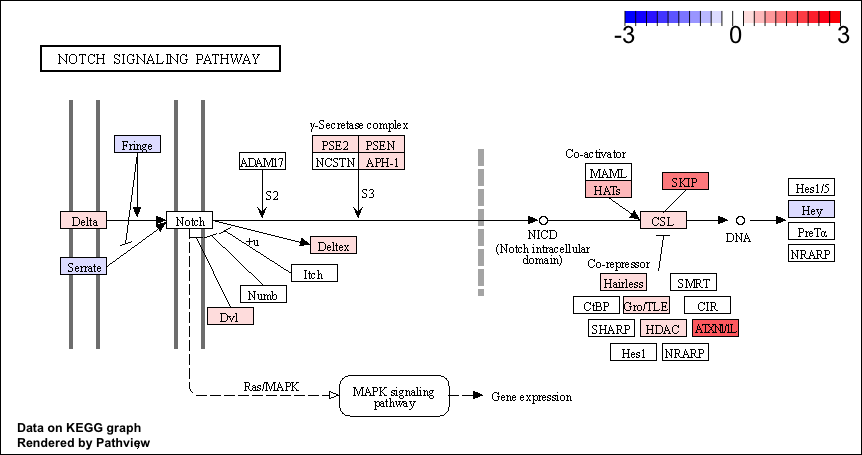 -3 0 3
NOTCH SIGNALING PATHWAY
γ-Secretase complex
Fringe
PSE2 PSEN
ADAM17
NCSTN APH-1
Co-activator
MAML
HATs
SKIP
S2
S3
Hes1/5
Delta
Notch
CSL
Hey
NICD
(Notch intracellular
domain)
DNA
PreTα
Deltex
+u
NRARP
Serrate
Itch
Co-repressor
Hairless
SMRT
Numb
CtBP
Gro/TLE
CIR
Dvl
SHARP
HDAC
ATXN1/1L
Hes1
NRARP
Ras/MAPK
MAPK signaling
pathway
Gene expression
Data on KEGG graph
Rendered by Pathview